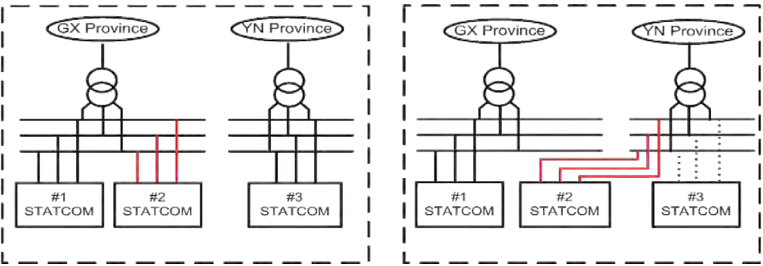 GX Province
YN Province
#1
STATCOM
#2
STATCOM
#3
STATCOM
GX Province
YN Province
#1
STATCOM
#2
STATCOM
#3
STATCOM